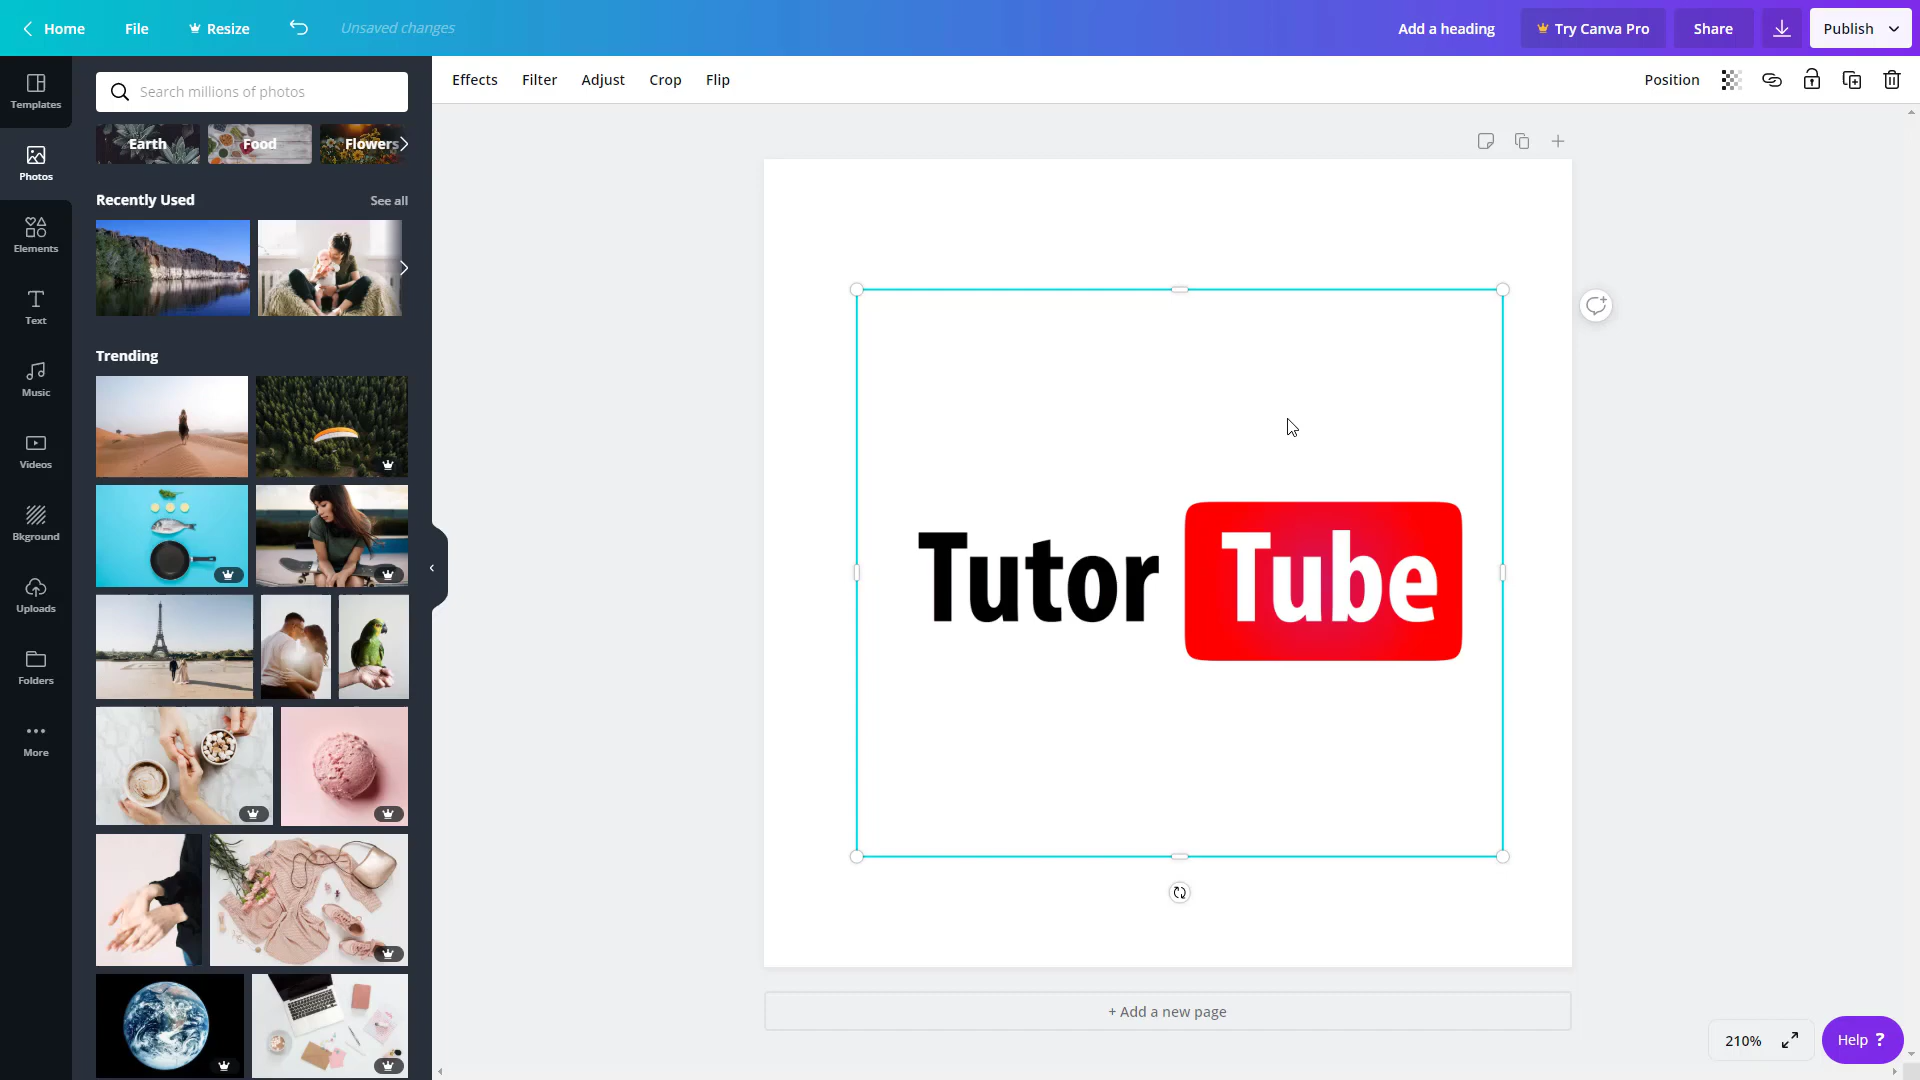 Home File Resize Unsaved changes Add a heading Try Canva Pro Share Publish
Effects Filter Adjust Crop Flip Position
Search millions of photos
Templates
Earth Food Flowers
Photos
Recently Used See all
Elements
Text
Trending
Music
Videos
Bkground
Uploads
Folders
More
Tutor Tube
+ Add a new page
210% Help ?